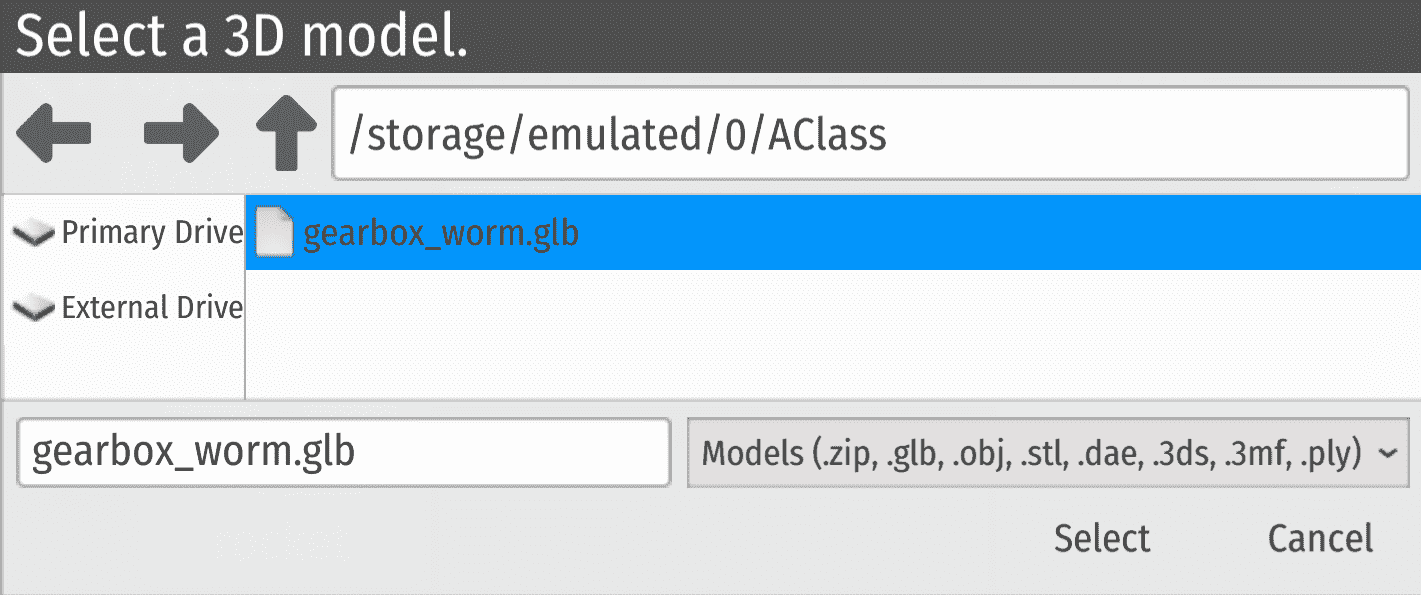 Select a 3D model.
/storage/emulated/0/AClass
Primary Drive
External Drive
gearbox_worm.glb
gearbox_worm.glb
Models (.zip, .glb, .obj, .stl, .dae, .3ds, .3mf, .ply)
Select
Cancel